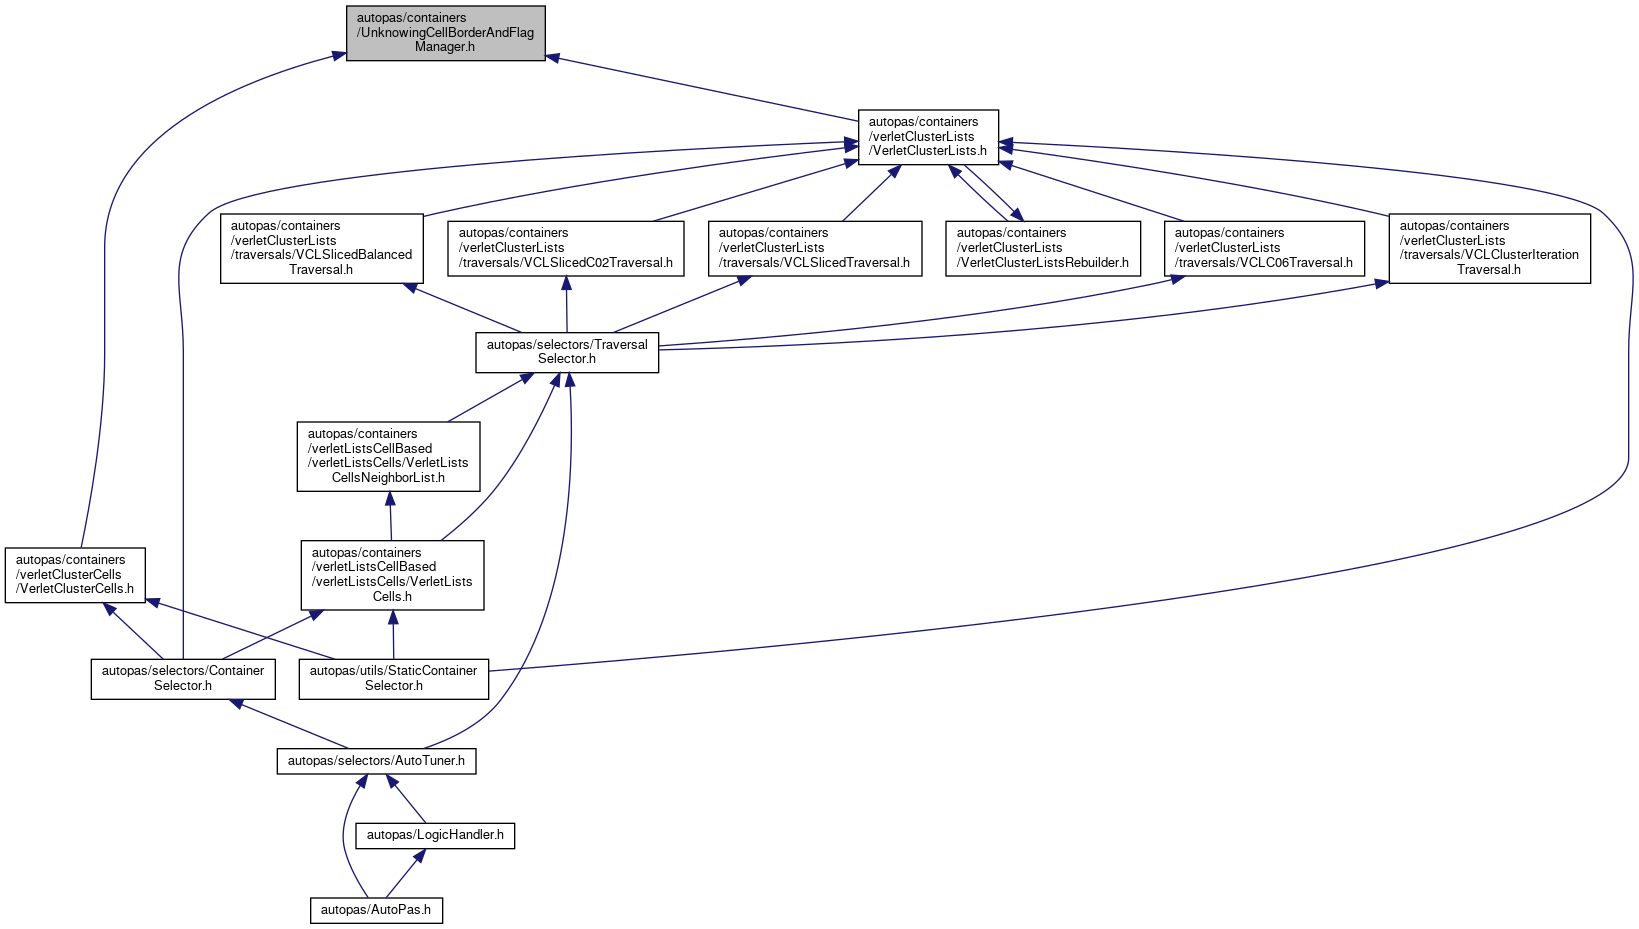 autopas/containers
/UnknowingCellBorderAndFlag
Manager.h
autopas/containers
/verletClusterLists
/VerletClusterLists.h
autopas/containers
/verletClusterLists
/traversals/VCLSlicedBalanced
Traversal.h
autopas/containers
/verletClusterLists
/traversals/VCLSlicedC02Traversal.h
autopas/containers
/verletClusterLists
/traversals/VCLSlicedTraversal.h
autopas/containers
/verletClusterLists
/VerletClusterListsRebuilder.h
autopas/containers
/verletClusterLists
/traversals/VCLC06Traversal.h
autopas/containers
/verletClusterLists
/traversals/VCLClusterIteration
Traversal.h
autopas/selectors/Traversal
Selector.h
autopas/containers
/verletListsCellBased
/verletListsCells/VerletLists
CellsNeighborList.h
autopas/containers
/verletClusterCells
/VerletClusterCells.h
autopas/containers
/verletListsCellBased
/verletListsCells/VerletLists
Cells.h
autopas/selectors/Container
Selector.h
autopas/utils/StaticContainer
Selector.h
autopas/selectors/AutoTuner.h
autopas/LogicHandler.h
autopas/AutoPas.h